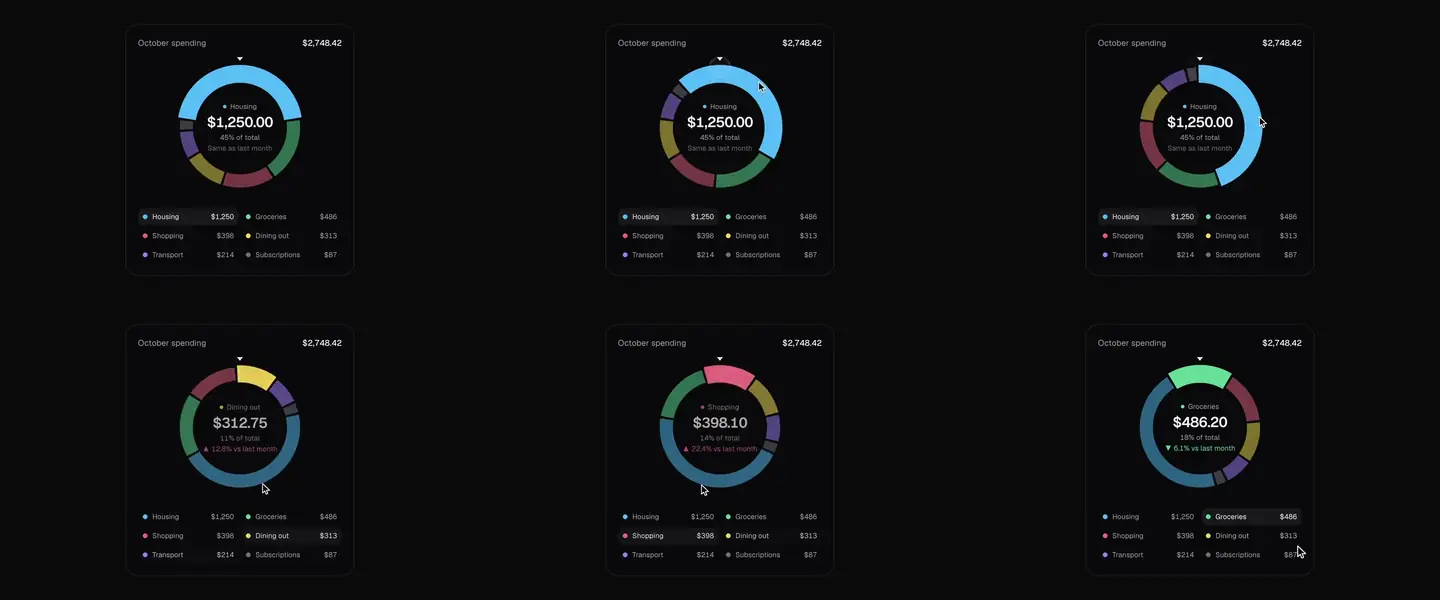 October spending $2,748.42
Housing
$1,250.00
45% of total
Same as last month
Housing $1,250 Groceries $486
Shopping $398 Dining out $313
Transport $214 Subscriptions $87
October spending $2,748.42
Housing
$1,250.00
45% of total
Same as last month
Housing $1,250 Groceries $486
Shopping $398 Dining out $313
Transport $214 Subscriptions $87
October spending $2,748.42
Housing
$1,250.00
45% of total
Same as last month
Housing $1,250 Groceries $486
Shopping $398 Dining out $313
Transport $214 Subscriptions $87
October spending $2,748.42
Dining out
$312.75
11% of total
▲ 12.8% vs last month
Housing $1,250 Groceries $486
Shopping $398 Dining out $313
Transport $214 Subscriptions $87
October spending $2,748.42
Shopping
$398.10
14% of total
▲ 22.4% vs last month
Housing $1,250 Groceries $486
Shopping $398 Dining out $313
Transport $214 Subscriptions $87
October spending $2,748.42
Groceries
$486.20
18% of total
▼ 6.1% vs last month
Housing $1,250 Groceries $486
Shopping $398 Dining out $313
Transport $214 Subscriptions $87